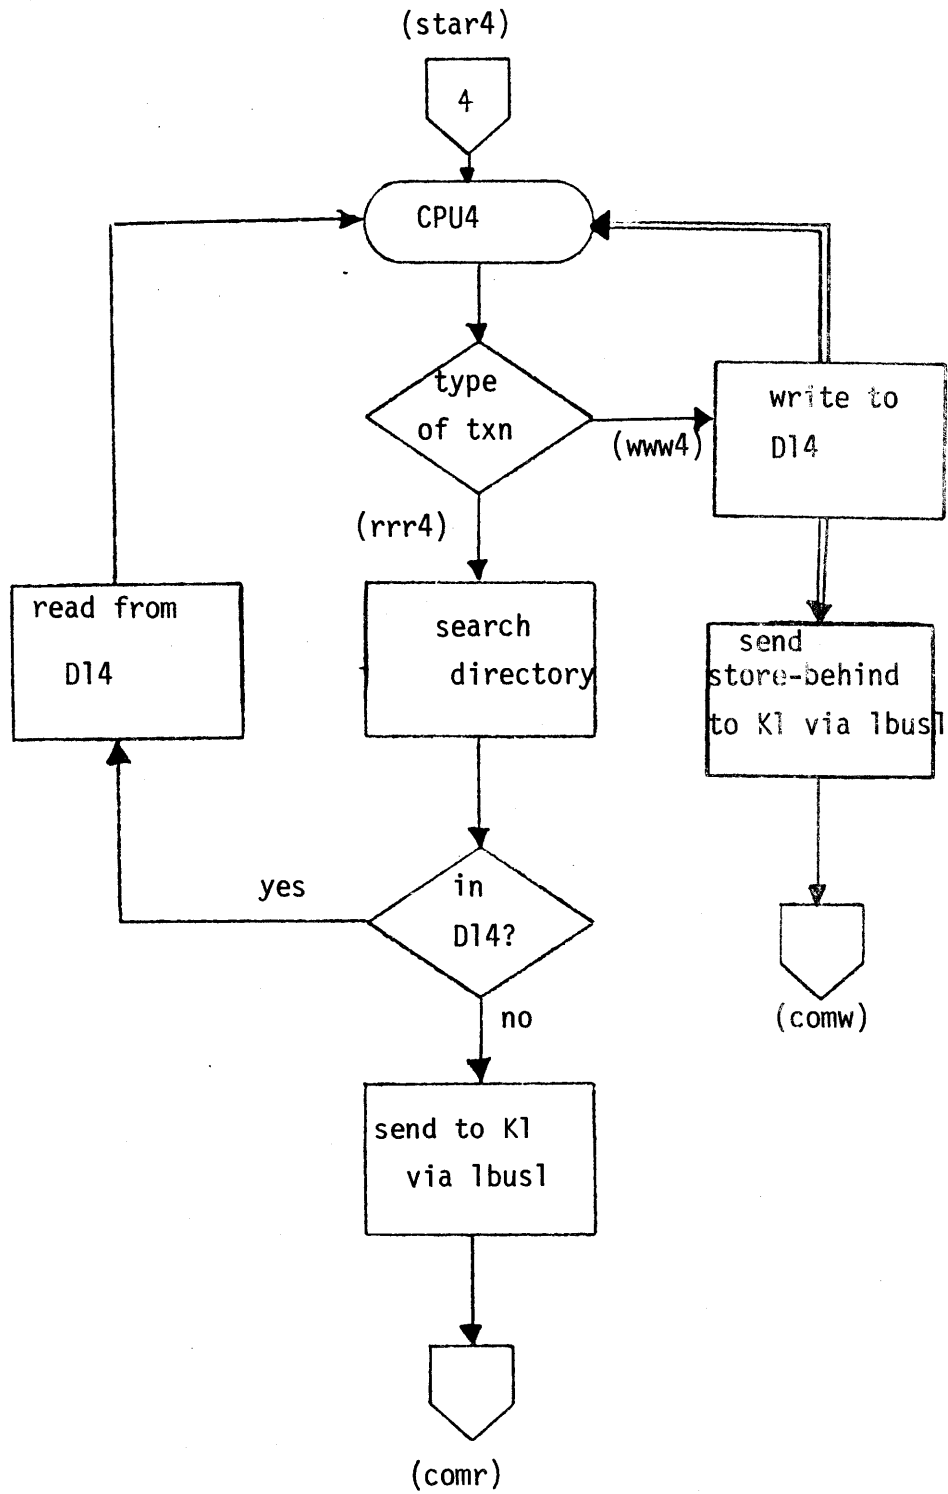 (star4)
4
CPU4
type
of txn
(www4)
write to
D14
(rrr4)
read from
D14
search
directory
send
store-behind
to K1 via lbus1
yes
in
D14?
no
(comw)
send to K1
via lbus1
(comr)